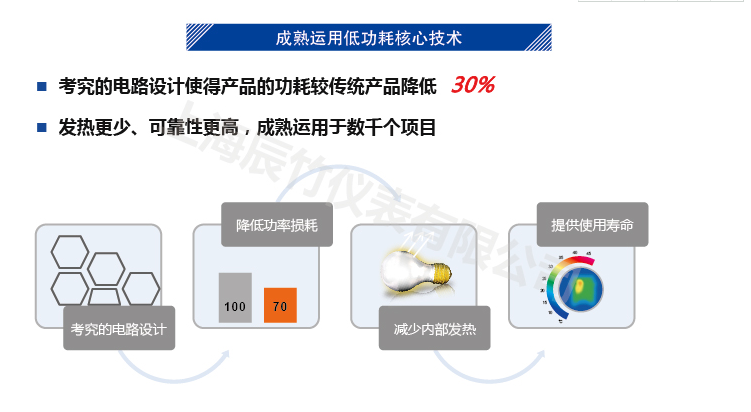 成熟运用低功耗核心技术
考究的电路设计使得产品的功耗较传统产品降低 30%
发热更少、可靠性更高，成熟运用于数千个项目
上海辰竹仪表有限公司
降低功率损耗
提供使用寿命
100
70
考究的电路设计
减少内部发热